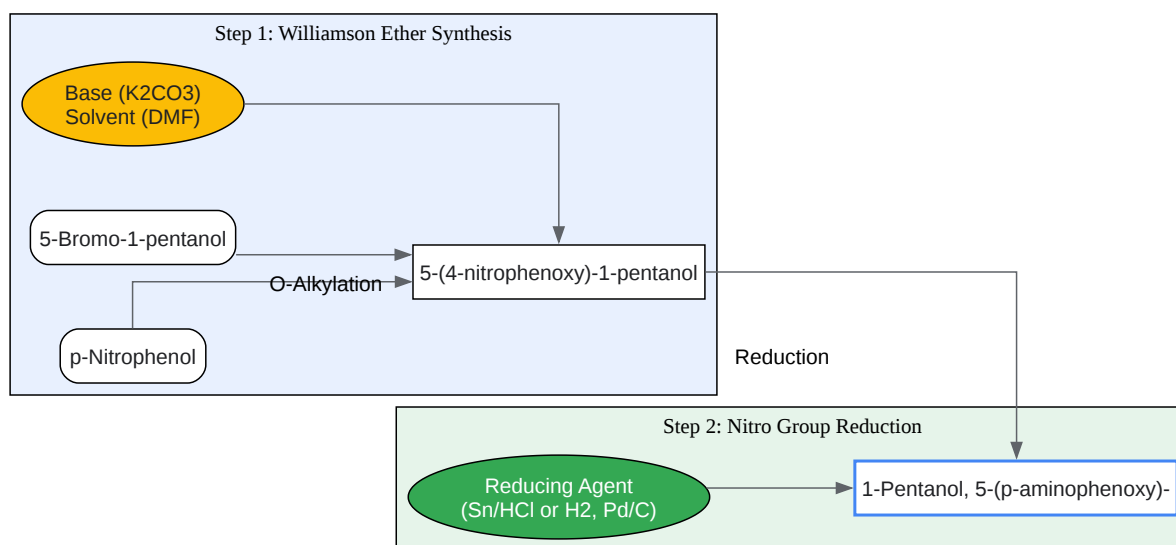 Step 1: Williamson Ether Synthesis
Base (K2CO3)
Solvent (DMF)
5-Bromo-1-pentanol
5-(4-nitrophenoxy)-1-pentanol
O-Alkylation
p-Nitrophenol
Reduction
Step 2: Nitro Group Reduction
Reducing Agent
(Sn/HCl or H2, Pd/C)
1-Pentanol, 5-(p-aminophenoxy)-